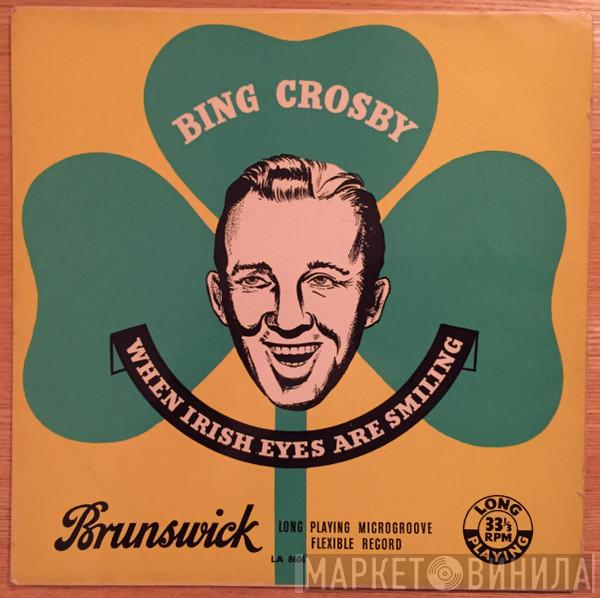 BING CROSBY
WHEN IRISH EYES ARE SMILING
Brunswick
LONG PLAYING MICROGROOVE
FLEXIBLE RECORD
LA
LONG
33⅓
RPM
PLAYING
МАРКЕТ ВИНИЛА